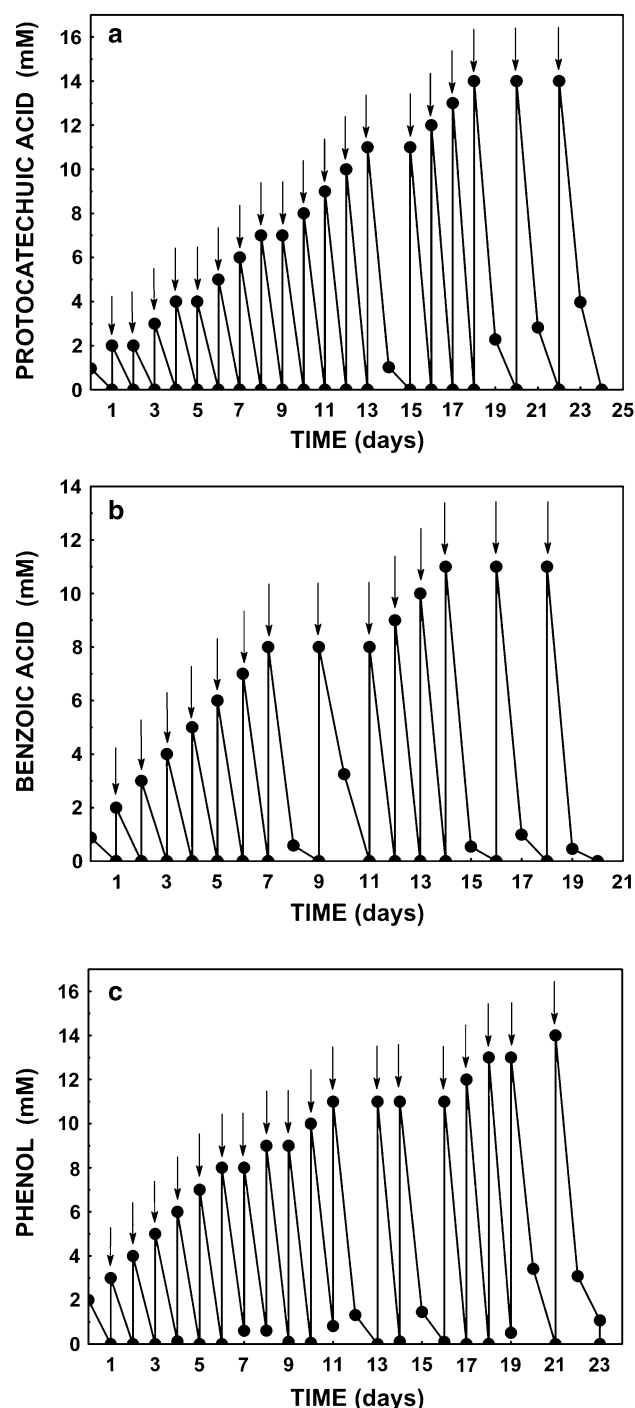 a
PROTOCATECHUIC ACID (mM)
16
14
12
10
8
6
4
2
0
1 3 5 7 9 11 13 15 17 19 21 23 25
TIME (days)
b
BENZOIC ACID (mM)
14
12
10
8
6
4
2
0
1 3 5 7 9 11 13 15 17 19 21
TIME (days)
c
PHENOL (mM)
16
14
12
10
8
6
4
2
0
1 3 5 7 9 11 13 15 17 19 21 23
TIME (days)